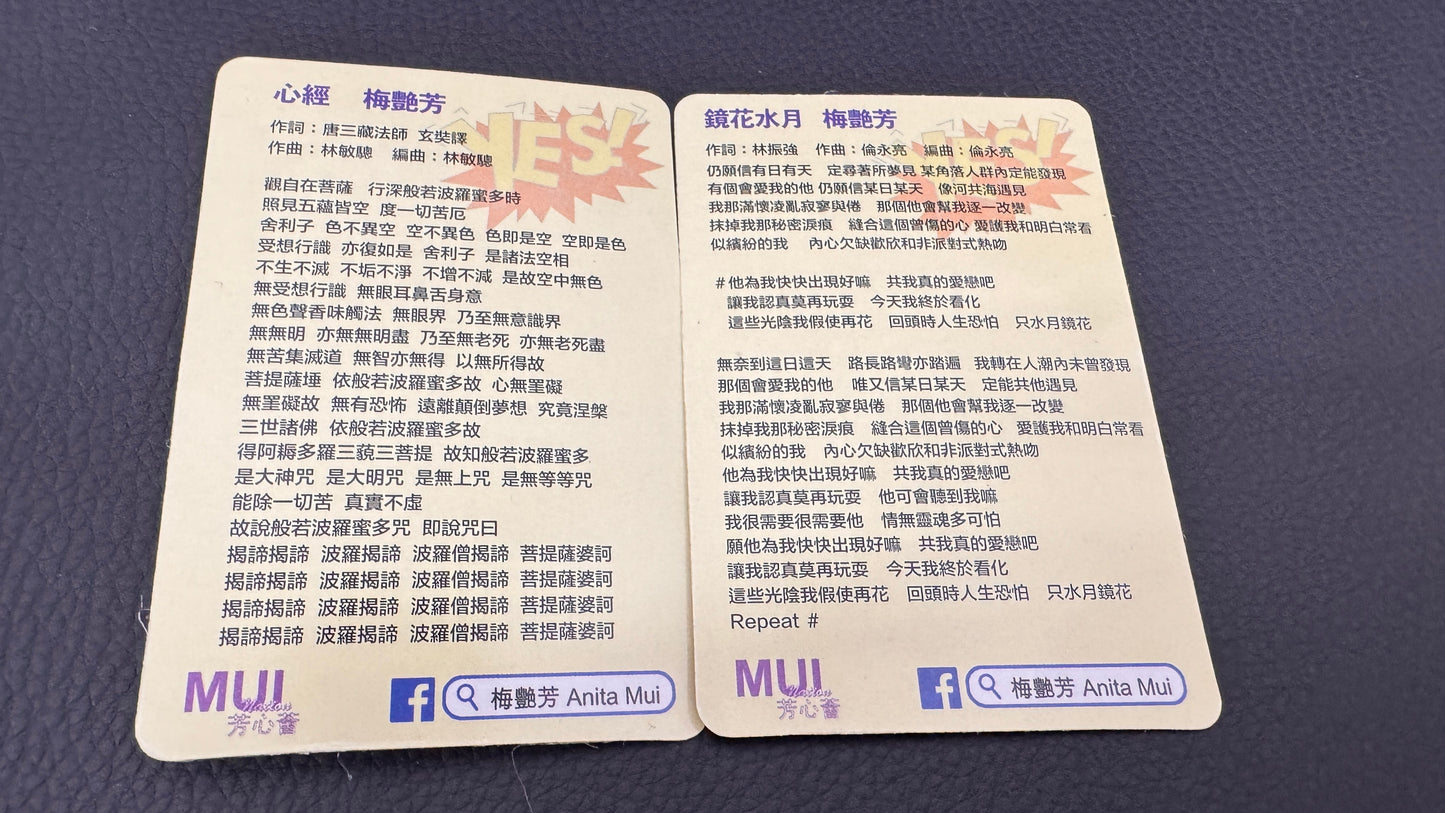 心經 梅艷芳
YES!
作詞：唐三藏法師 玄奘譯
作曲：林敏驄 編曲：林敏驄
觀自在菩薩 行深般若波羅蜜多時
照見五蘊皆空 度一切苦厄
舍利子 色不異空 空不異色 色即是空 空即是色
受想行識 亦復如是 舍利子 是諸法空相
不生不滅 不垢不淨 不增不減 是故空中無色
無受想行識 無眼耳鼻舌身意
無色聲香味觸法 無眼界 乃至無意識界
無無明 亦無無明盡 乃至無老死 亦無老死盡
無苦集滅道 無智亦無得 以無所得故
菩提薩埵 依般若波羅蜜多故 心無罣礙
無罣礙故 無有恐怖 遠離顛倒夢想 究竟涅槃
三世諸佛 依般若波羅蜜多故
得阿耨多羅三藐三菩提 故知般若波羅蜜多
是大神咒 是大明咒 是無上咒 是無等等咒
能除一切苦 真實不虛
故說般若波羅蜜多咒 即說咒曰
揭諦揭諦 波羅揭諦 波羅僧揭諦 菩提薩婆訶
揭諦揭諦 波羅揭諦 波羅僧揭諦 菩提薩婆訶
揭諦揭諦 波羅揭諦 波羅僧揭諦 菩提薩婆訶
揭諦揭諦 波羅揭諦 波羅僧揭諦 菩提薩婆訶
MUI
芳心薈
梅艷芳 Anita Mui
鏡花水月 梅艷芳
YES!
作詞：林振強 作曲：倫永亮 編曲：倫永亮
仍願信有日有天 定尋著所夢見 某角落人群內定能發現
有個會愛我的他 仍願信某日某天 像河共海遇見
我那滿懷凌亂寂寥與倦 那個他會幫我逐一改變
抹掉我那秘密淚痕 縫合這個曾傷的心 愛護我和明白常看
似繽紛的我 內心欠缺歡欣和非派對式熱吻
#他為我快快出現好嘛 共我真的愛戀吧
讓我認真莫再玩耍 今天我終於看化
這些光陰我假使再花 回頭時人生恐怕 只水月鏡花
無奈到這日這天 路長路彎亦踏遍 我轉在人潮內未曾發現
那個會愛我的他 唯又信某日某天 定能共他遇見
我那滿懷凌亂寂寥與倦 那個他會幫我逐一改變
抹掉我那秘密淚痕 縫合這個曾傷的心 愛護我和明白常看
似繽紛的我 內心欠缺歡欣和非派對式熱吻
他為我快快出現好嘛 共我真的愛戀吧
讓我認真莫再玩耍 他可會聽到我嘛
我很需要很需要他 情無靈魂多可怕
願他為我快快出現好嘛 共我真的愛戀吧
讓我認真莫再玩耍 今天我終於看化
這些光陰我假使再花 回頭時人生恐怕 只水月鏡花
Repeat #
MUI
芳心薈
梅艷芳 Anita Mui